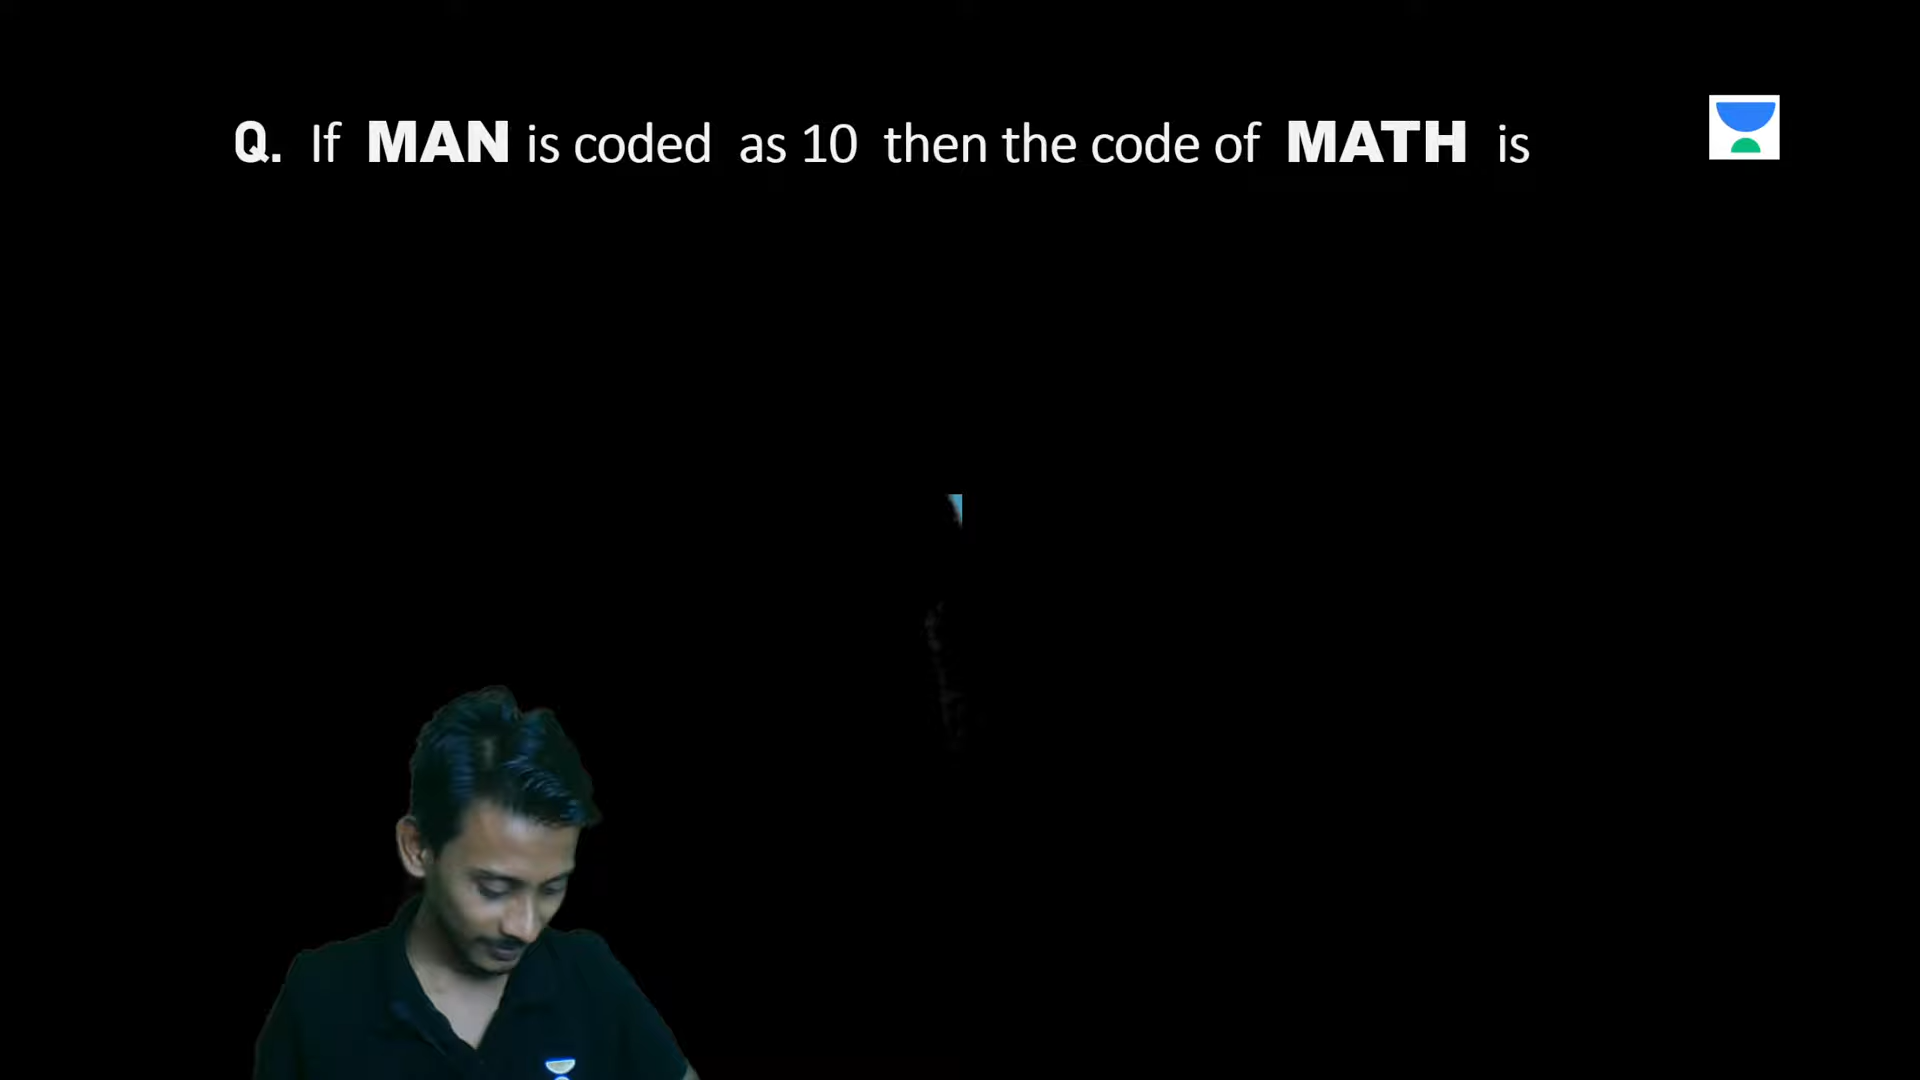 Q. If MAN is coded as 10 then the code of MATH is